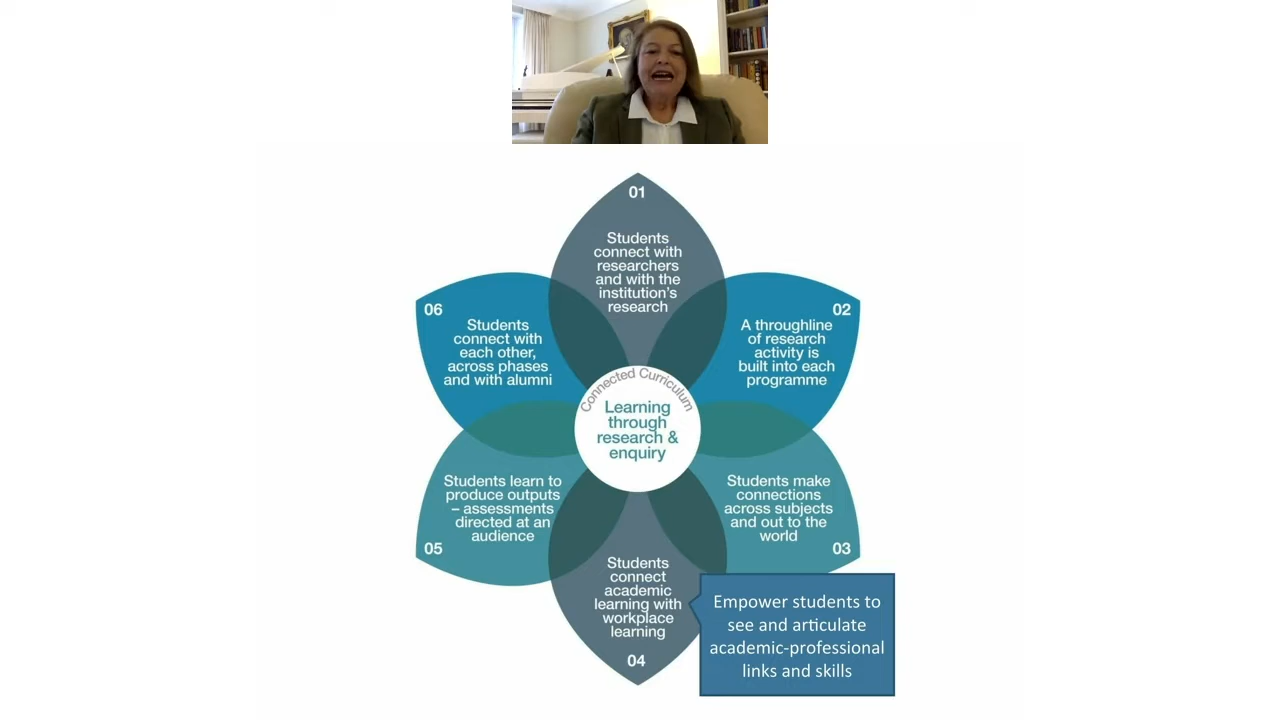 01
Students
connect with
researchers
and with the
institution's
research
02
A throughline
of research
activity is
built into each
programme
Students make
connections
across subjects
and out to the
world
03
Students
connect
academic
learning with
workplace
learning
04
Empower students to
see and articulate
academic-professional
links and skills
Students learn to
produce outputs
– assessments
directed at an
audience
05
06
Students
connect with
each other,
across phases
and with alumni
Connected Curriculum
Learning
through
research &
enquiry